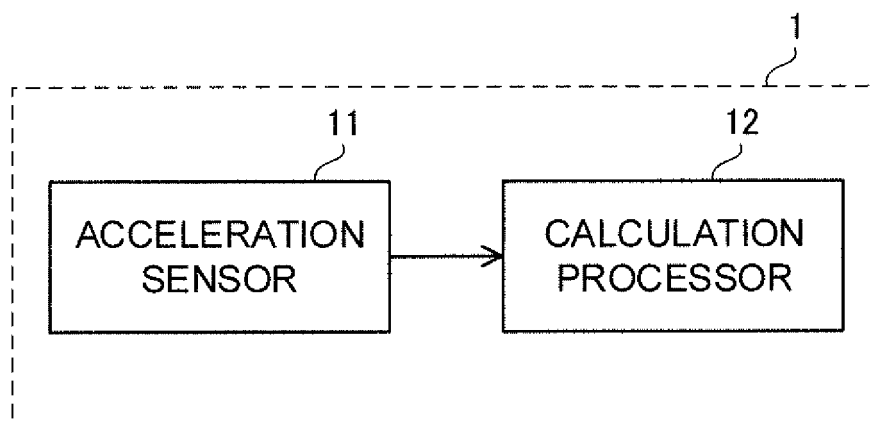 1
11
12
ACCELERATION
SENSOR
CALCULATION
PROCESSOR